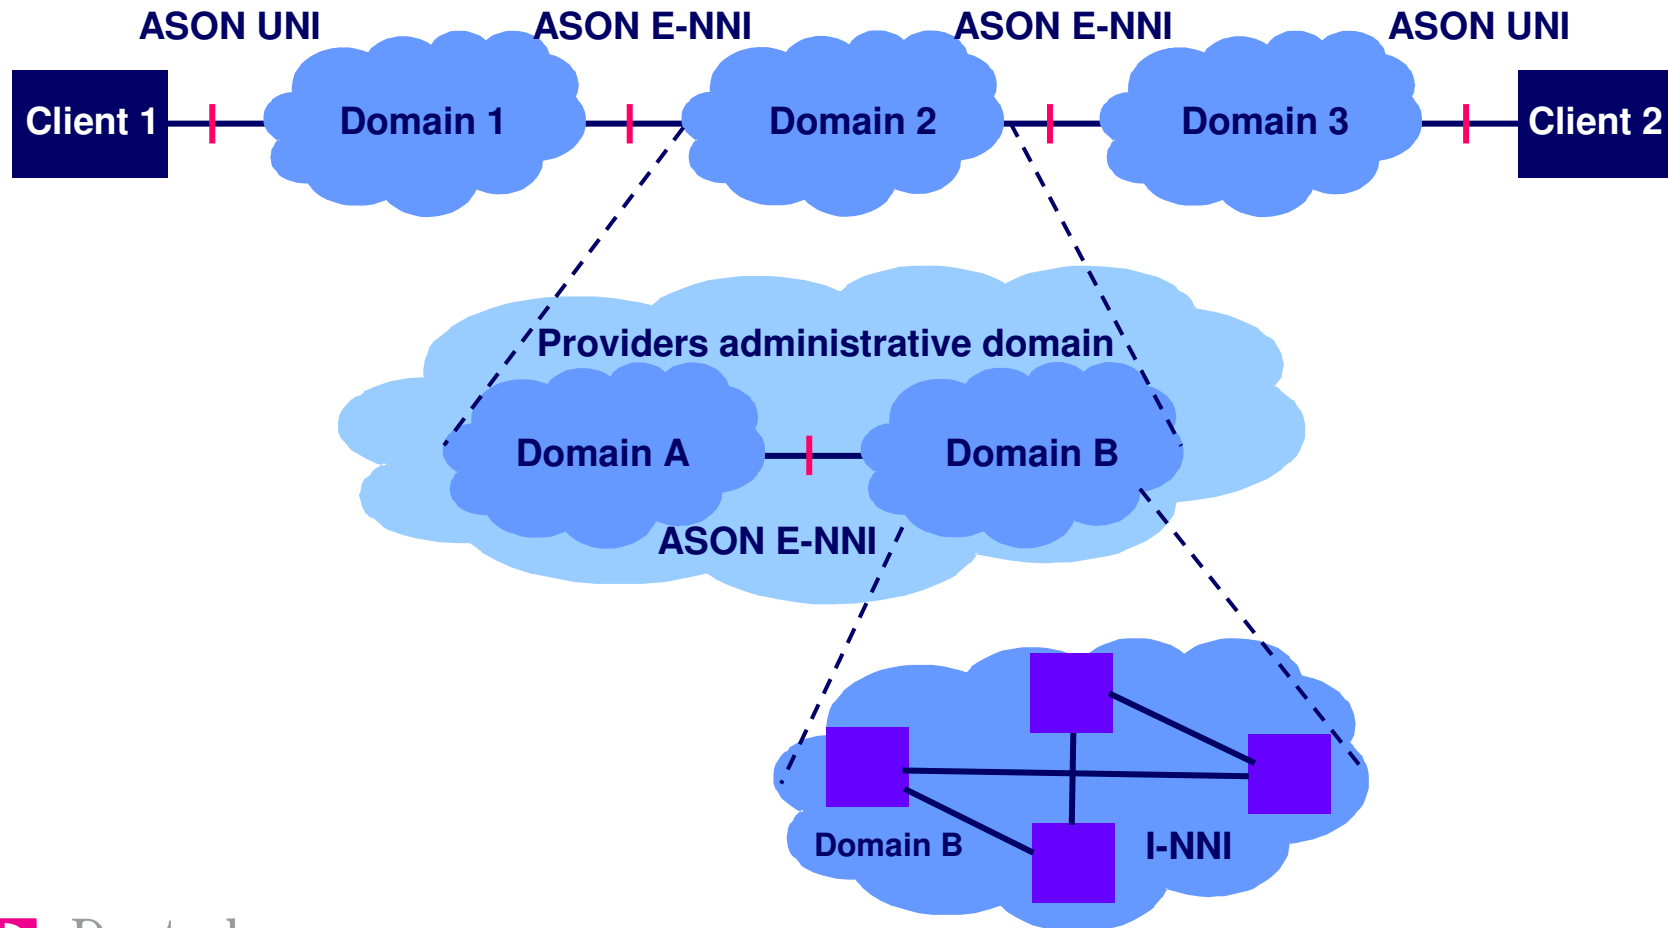 ASON UNI ASON E-NNI ASON E-NNI ASON UNI
Client 1 Domain 1 Domain 2 Domain 3 Client 2
Providers administrative domain
Domain A Domain B
ASON E-NNI
Domain B I-NNI